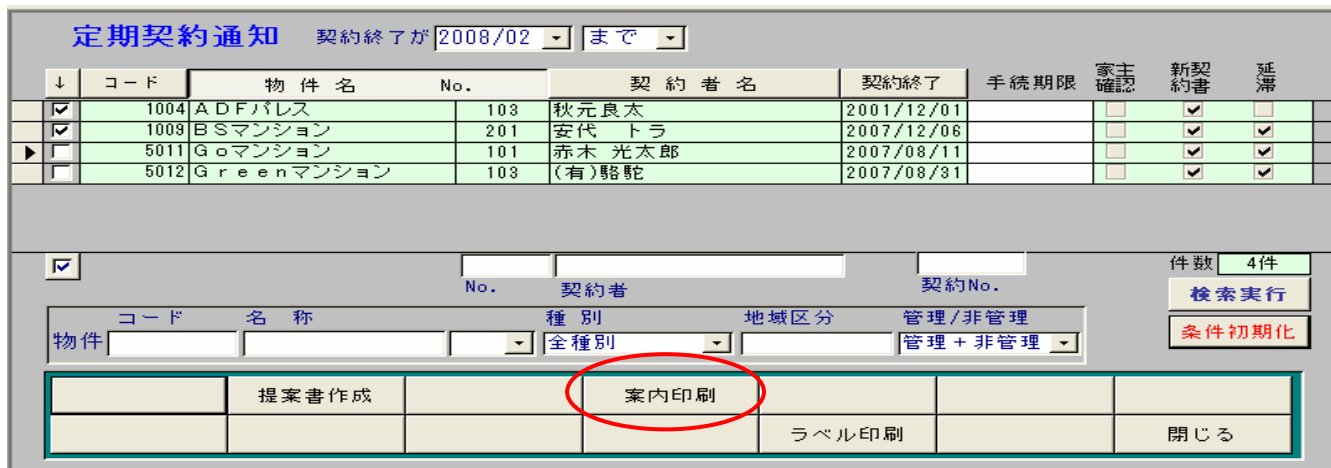 定期契約通知 契約終了が 2008/02 まで
↓ コード 物件名 No. 契約者名 契約終了 手続期限 家主確認 新契約書 延滞
1004 ADFパレス 103 秋元良太 2001/12/01
1009 BSマンション 201 安代 トラ 2007/12/06
5011 Goマンション 101 赤木 光太郎 2007/08/11
5012 Greenマンション 103 (有)駱駝 2007/08/31
件数 4件
No. 契約者 契約No. 検索実行
コード 名称 種別 地域区分 管理/非管理
物件 全種別 管理+非管理 条件初期化
提案書作成 案内印刷
ラベル印刷 閉じる